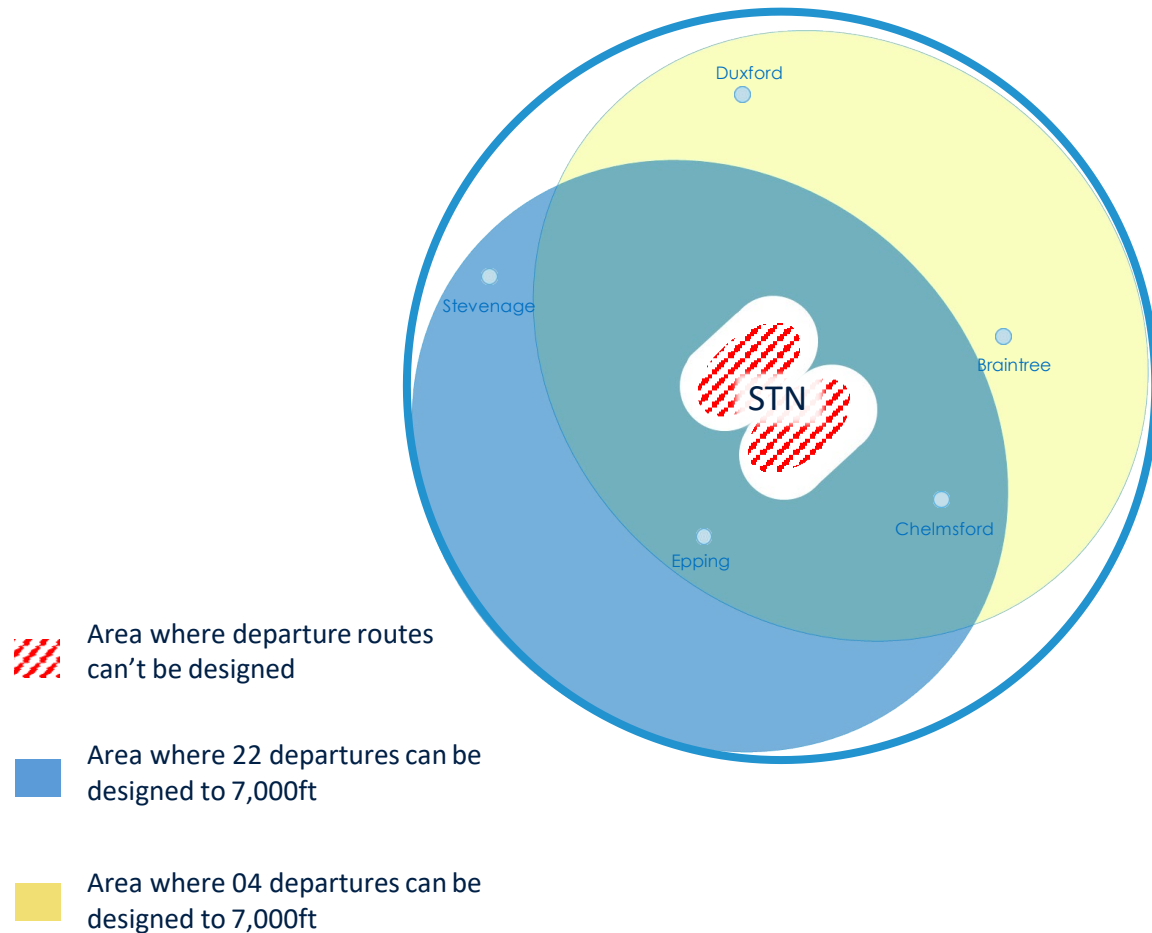 Duxford
Stevenage
Braintree
STN
Chelmsford
Epping
Area where departure routes
can’t be designed
Area where 22 departures can be
designed to 7,000ft
Area where 04 departures can be
designed to 7,000ft